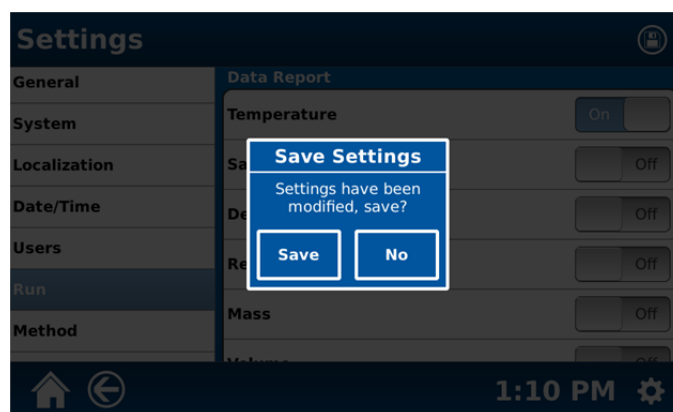 Settings
General
System
Localization
Date/Time
Users
Run
Method
Data Report
Temperature
On
Off
Off
Off
Mass
Off
Save Settings
Settings have been
modified, save?
Save
No
1:10 PM